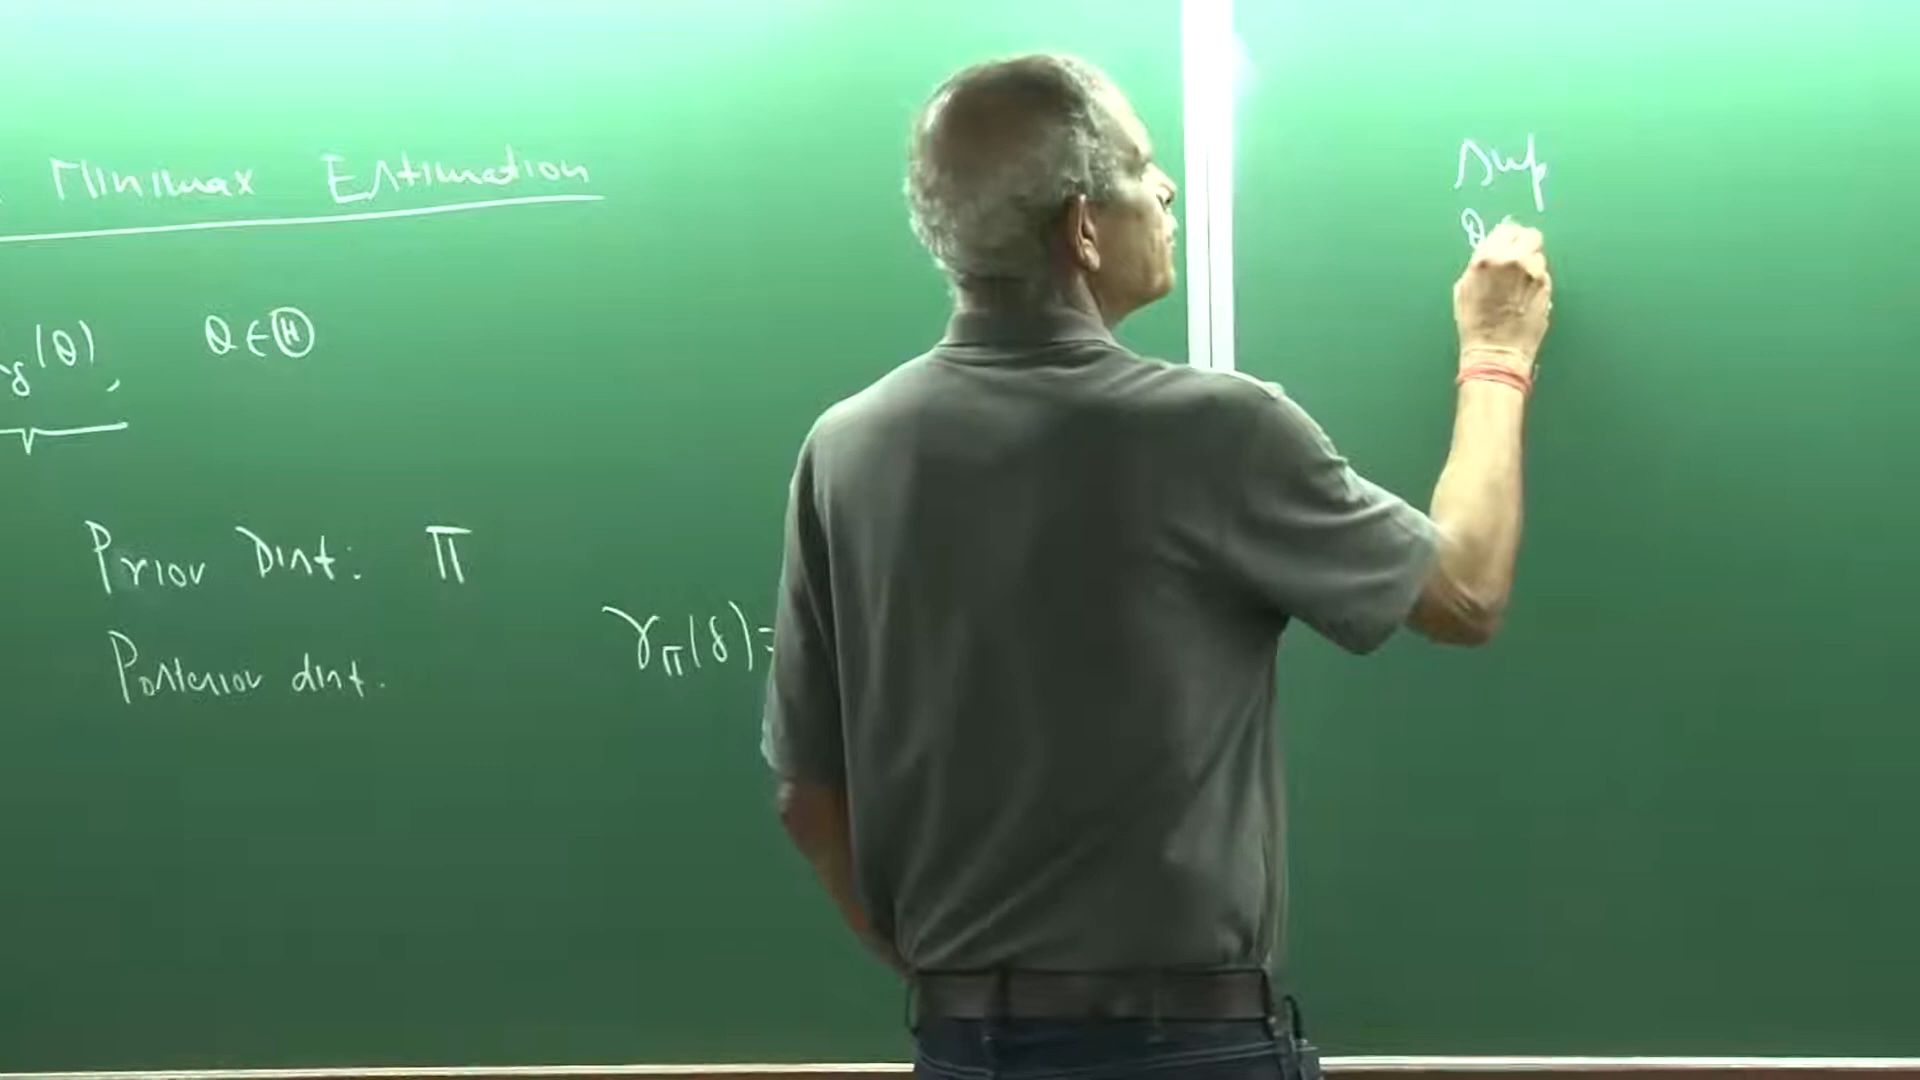 Minimax Estimation
δ(θ), θ ∈ Ⓗ
Prior Dist: π
Posterior dist.
r_π(δ) =
sup
θ